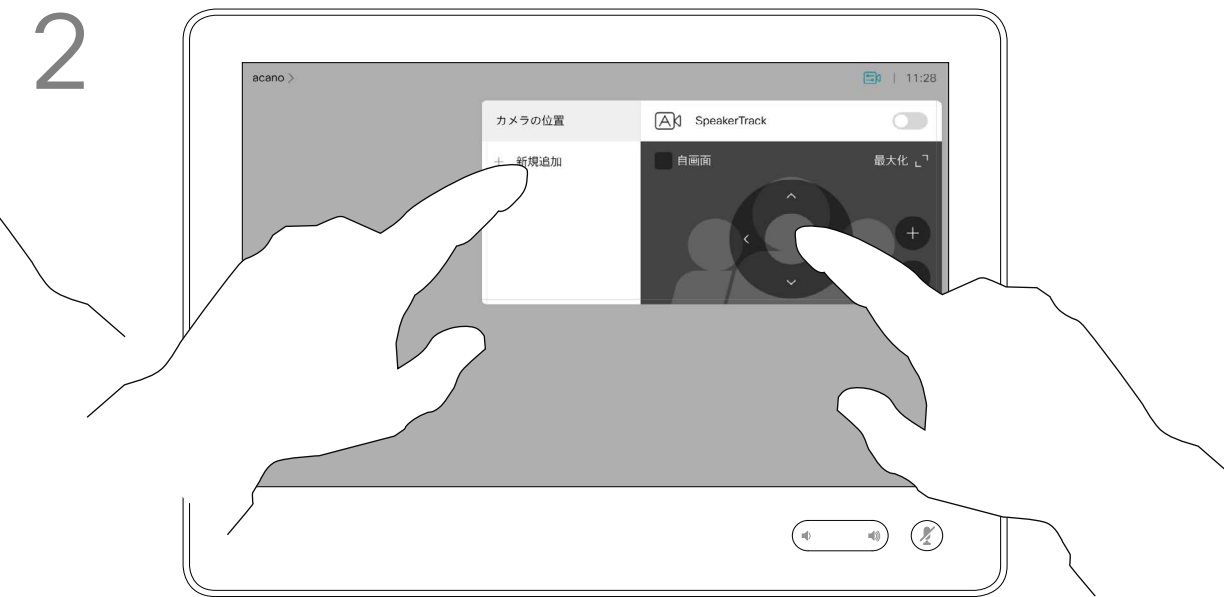 2
acano >
11:28
カメラの位置
SpeakerTrack
+ 新規追加
自画面
最大化